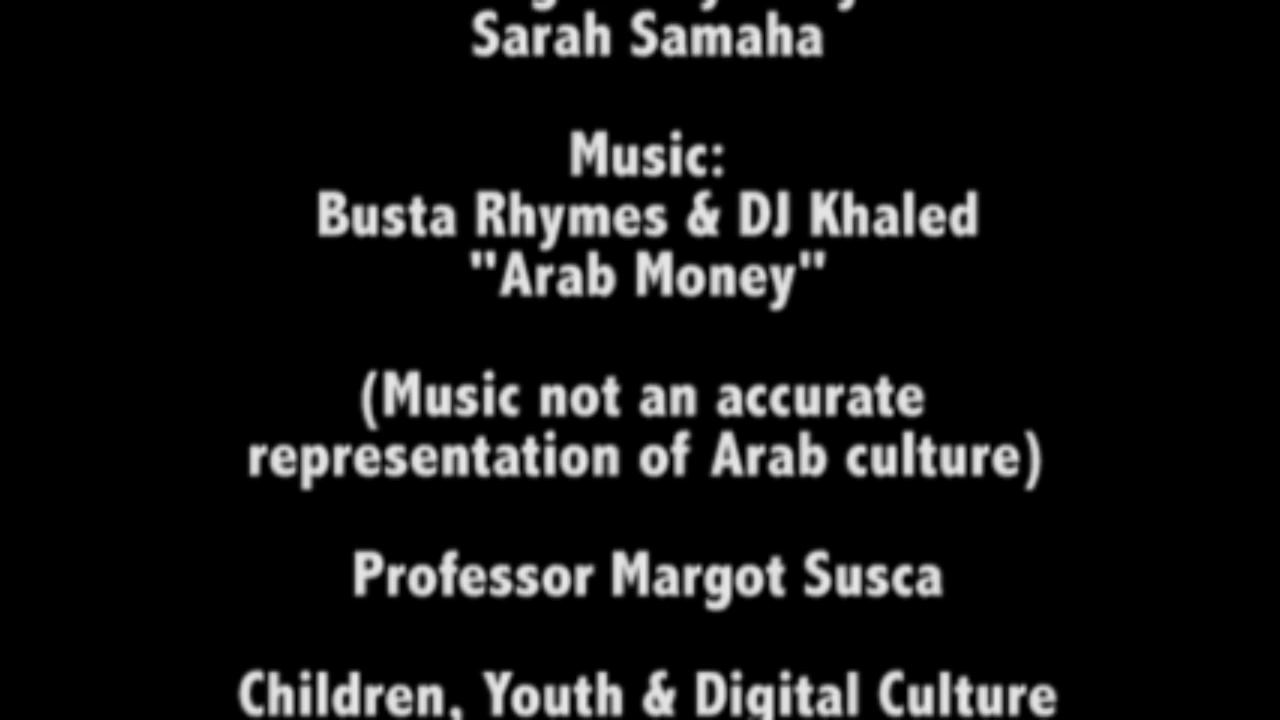 Sarah Samaha
Music:
Busta Rhymes & DJ Khaled
"Arab Money"
(Music not an accurate
representation of Arab culture)
Professor Margot Susca
Children, Youth & Digital Culture